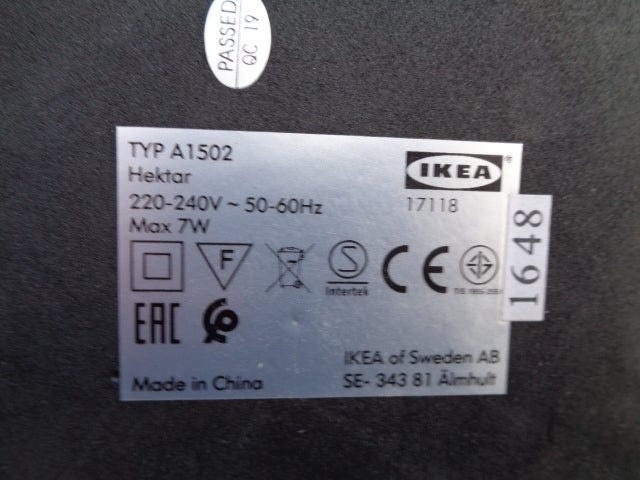 PASSED
QC 19
TYP A1502
Hektar
220-240V ~ 50-60Hz
Max 7W
IKEA
®
17118
1648
F
S
Intertek
CE
EAC
IKEA of Sweden AB
SE- 343 81 Älmhult
Made in China